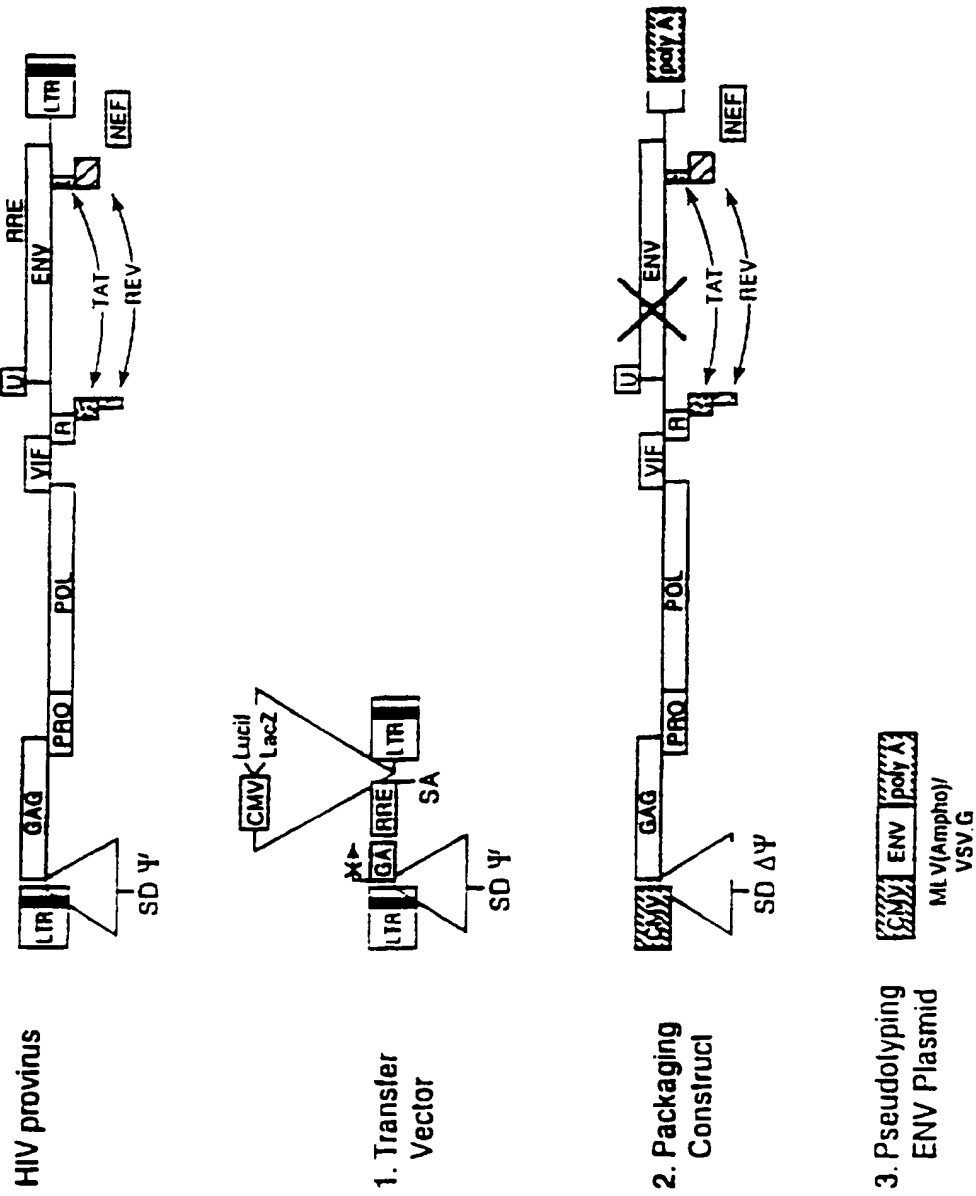 HIV provirus
LTR
SD Ψ
GAG
PRO
POL
VIF
R
U
RRE
ENV
TAT
REV
NEF
LTR
1. Transfer
Vector
LTR
SD Ψ
X
GA
RRE
SA
CMV
Lucif
LacZ
LTR
2. Packaging
Construct
CMV
SD ΔΨ
GAG
PRO
POL
VIF
R
U
ENV
TAT
REV
NEF
poly A
3. Pseudotyping
ENV Plasmid
CMV
ENV
poly A
MLV(Ampho)/
VSV.G